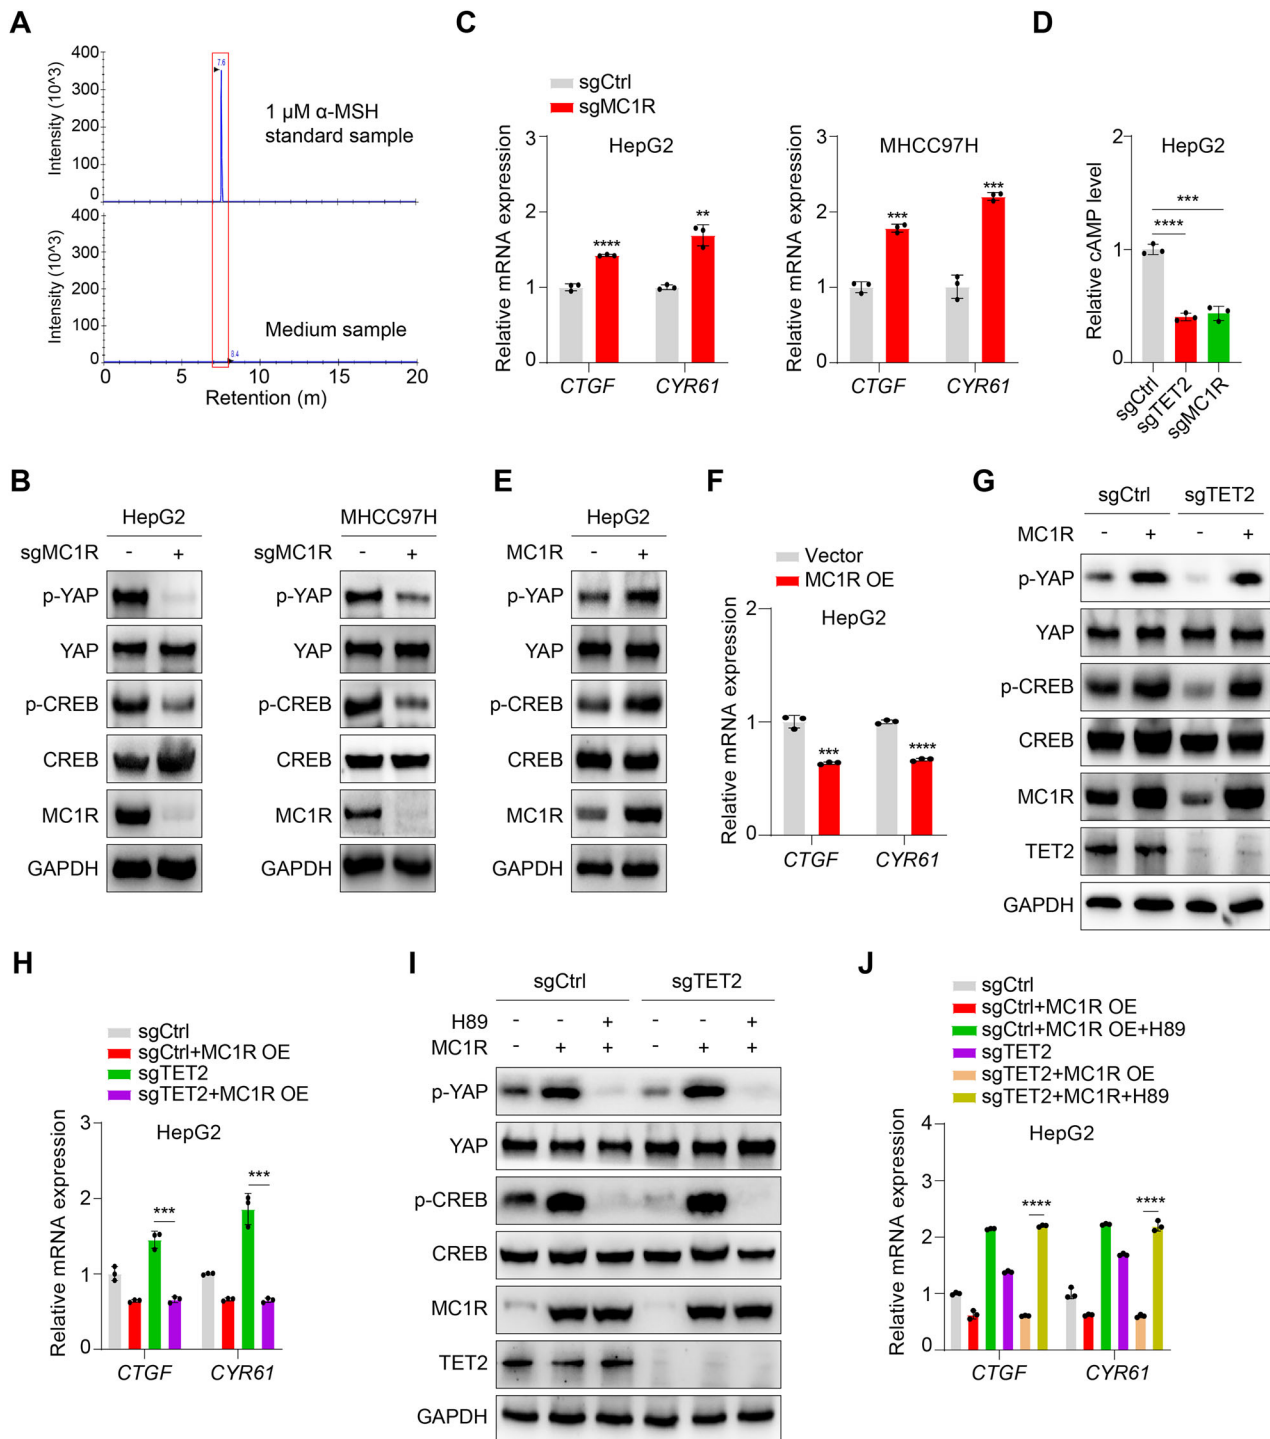 A
400
300
200
100
0
Intensity (10^3)
7.6
1 μM α-MSH
standard sample
400
300
200
100
0
Intensity (10^3)
Medium sample
8.4
0 5 10 15 20
Retention (m)
C
sgCtrl
sgMC1R
3
2
1
0
Relative mRNA expression
HepG2
****
**
CTGF CYR61
3
2
1
0
Relative mRNA expression
MHCC97H
***
***
CTGF CYR61
D
2
1
0
Relative cAMP level
HepG2
***
****
sgCtrl
sgTET2
sgMC1R
B
HepG2
sgMC1R - +
p-YAP
YAP
p-CREB
CREB
MC1R
GAPDH
MHCC97H
sgMC1R - +
p-YAP
YAP
p-CREB
CREB
MC1R
GAPDH
E
HepG2
MC1R - +
p-YAP
YAP
p-CREB
CREB
MC1R
GAPDH
F
Vector
MC1R OE
2
1
0
Relative mRNA expression
HepG2
***
****
CTGF CYR61
G
sgCtrl sgTET2
MC1R - + - +
p-YAP
YAP
p-CREB
CREB
MC1R
TET2
GAPDH
H
sgCtrl
sgCtrl+MC1R OE
sgTET2
sgTET2+MC1R OE
3
2
1
0
Relative mRNA expression
HepG2
***
***
CTGF CYR61
I
sgCtrl sgTET2
H89 - - + - - +
MC1R - + + - + +
p-YAP
YAP
p-CREB
CREB
MC1R
TET2
GAPDH
J
sgCtrl
sgCtrl+MC1R OE
sgCtrl+MC1R OE+H89
sgTET2
sgTET2+MC1R OE
sgTET2+MC1R+H89
4
3
2
1
0
Relative mRNA expression
HepG2
****
****
CTGF CYR61